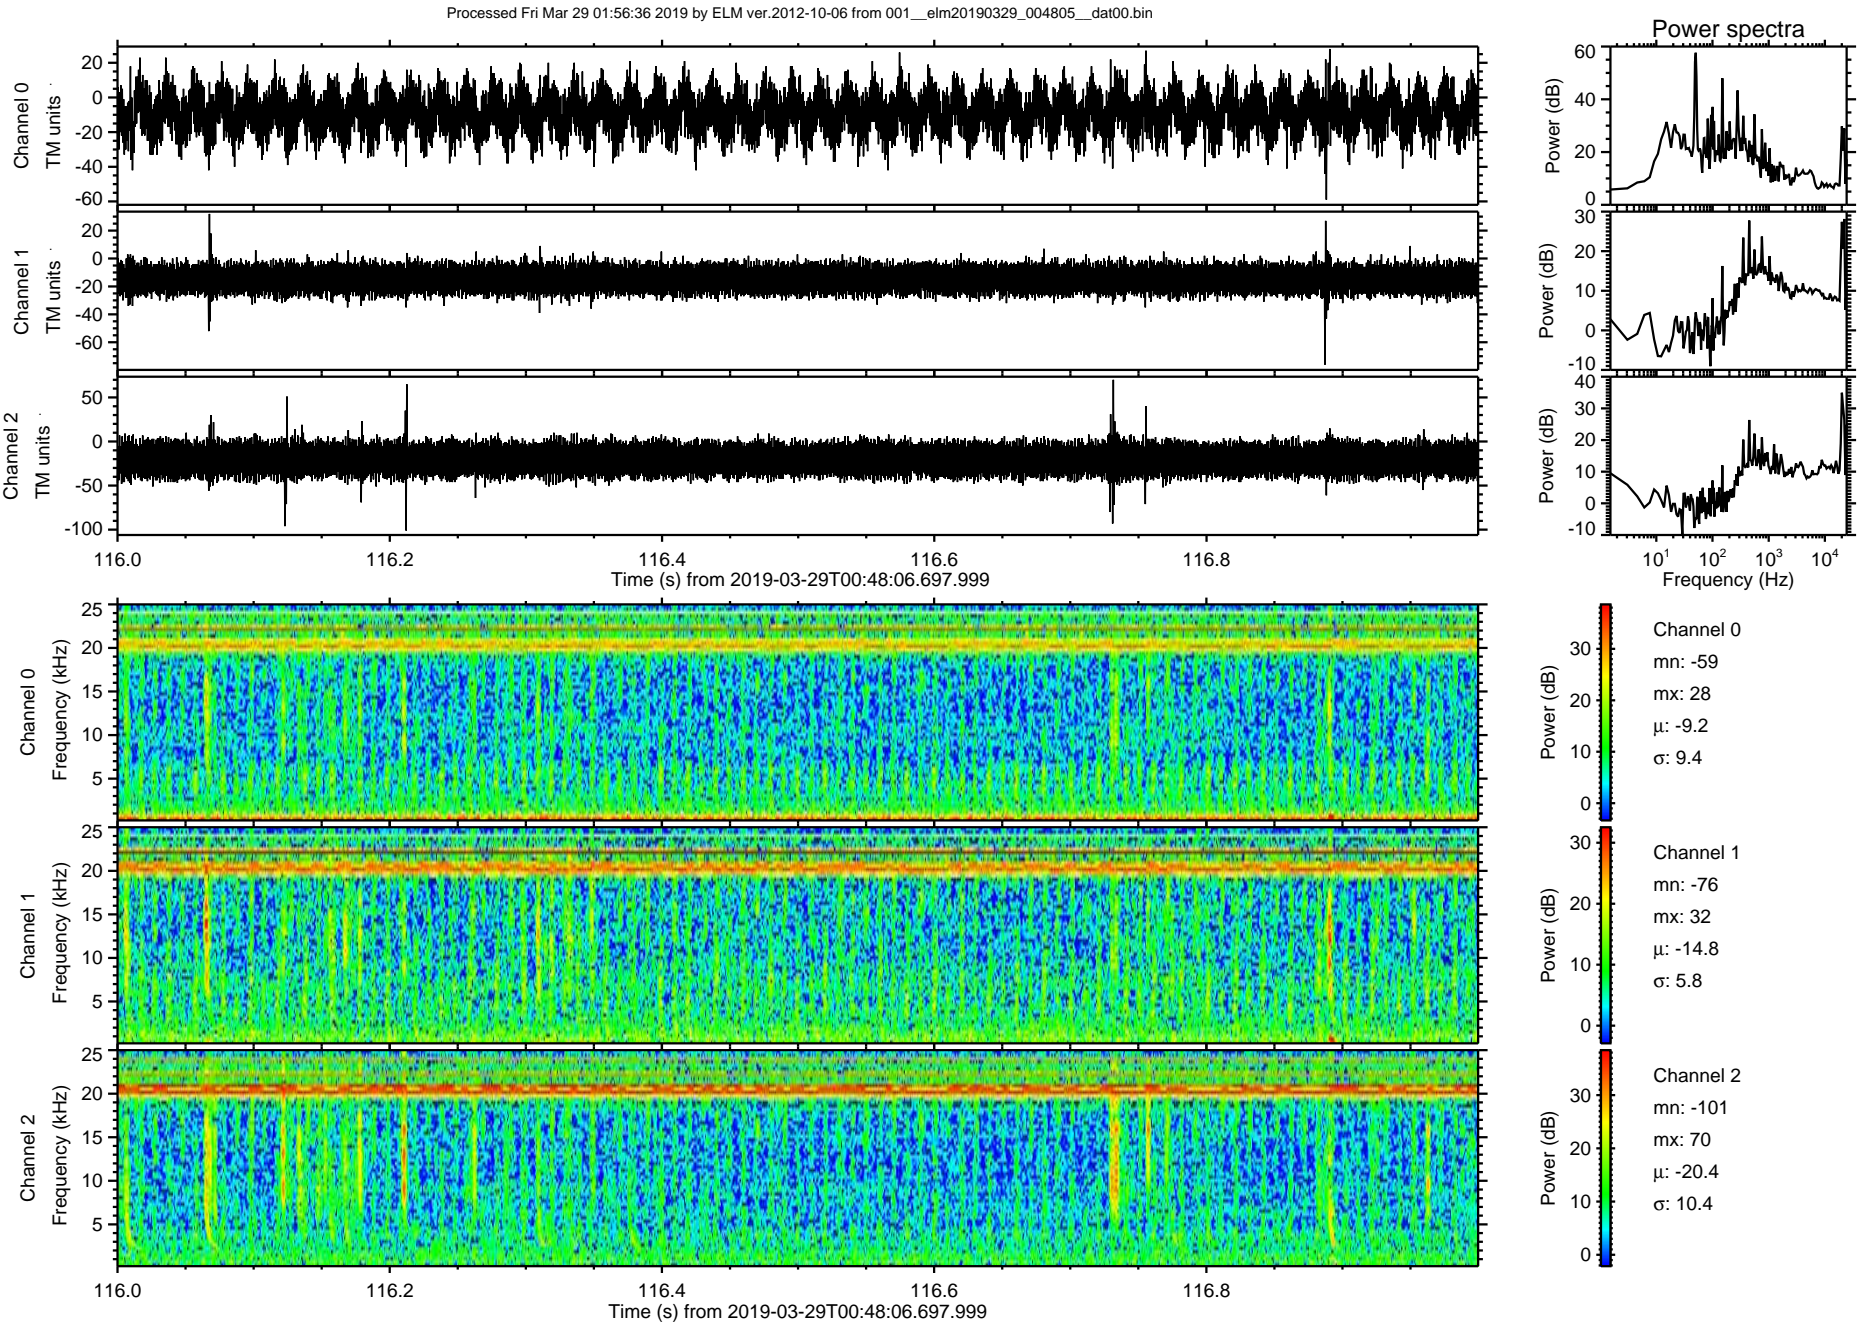 Processed Fri Mar 29 01:56:36 2019 by ELM ver.2012-10-06 from 001__elm20190329_004805__dat00.bin
Power spectra
Channel 0
TM units
20
0
-20
-40
-60
Power (dB)
60
40
20
0
Channel 1
TM units
20
0
-20
-40
-60
Power (dB)
30
20
10
0
-10
Channel 2
TM units
50
0
-50
-100
Power (dB)
40
30
20
10
0
-10
116.0 116.2 116.4 116.6 116.8
Time (s) from 2019-03-29T00:48:06.697.999
10^1 10^2 10^3 10^4
Frequency (Hz)
Channel 0
Frequency (kHz)
25
20
15
10
5
Power (dB)
30
20
10
0
Channel 0
mn: -59
mx: 28
μ: -9.2
σ: 9.4
Channel 1
Frequency (kHz)
25
20
15
10
5
Power (dB)
30
20
10
0
Channel 1
mn: -76
mx: 32
μ: -14.8
σ: 5.8
Channel 2
Frequency (kHz)
25
20
15
10
5
Power (dB)
30
20
10
0
Channel 2
mn: -101
mx: 70
μ: -20.4
σ: 10.4
116.0 116.2 116.4 116.6 116.8
Time (s) from 2019-03-29T00:48:06.697.999